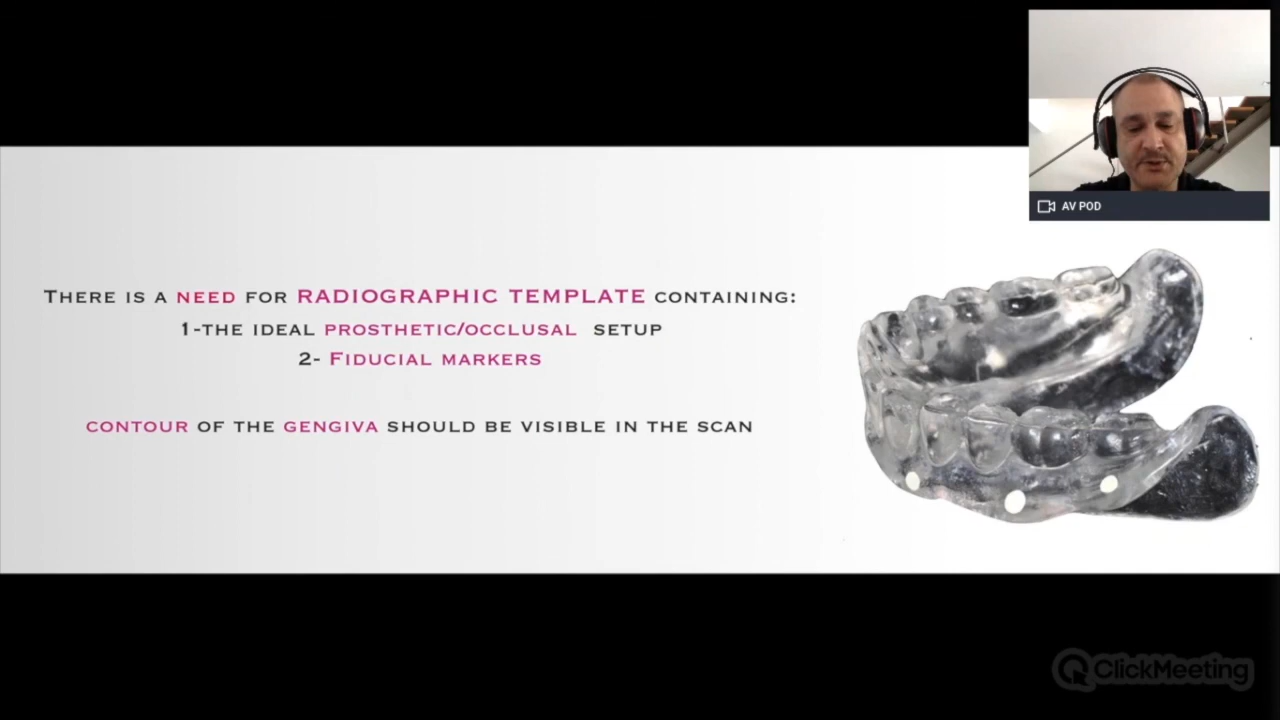 AV POD
THERE IS A NEED FOR RADIOGRAPHIC TEMPLATE CONTAINING:
1-THE IDEAL PROSTHETIC/OCCLUSAL SETUP
2- FIDUCIAL MARKERS
CONTOUR OF THE GENGIVA SHOULD BE VISIBLE IN THE SCAN
ClickMeeting